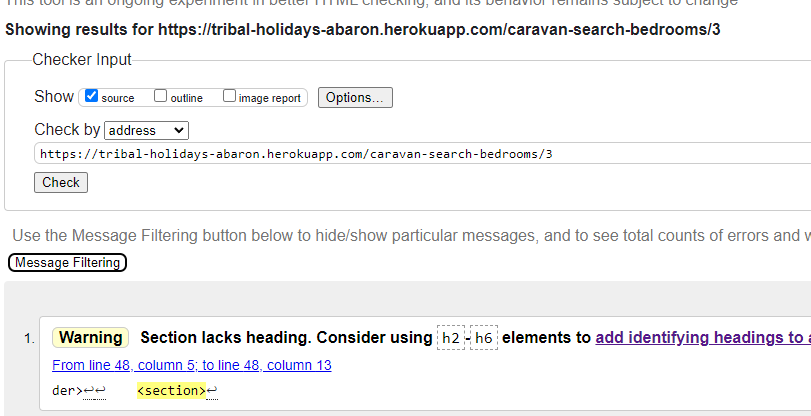 This tool is an ongoing experiment in better HTML checking, and its behavior remains subject to change
Showing results for https://tribal-holidays-abaron.herokuapp.com/caravan-search-bedrooms/3
Checker Input
Show source outline image report Options...
Check by address
https://tribal-holidays-abaron.herokuapp.com/caravan-search-bedrooms/3
Check
Use the Message Filtering button below to hide/show particular messages, and to see total counts of errors and
Message Filtering
1. Warning Section lacks heading. Consider using h2-h6 elements to add identifying headings to
From line 48, column 5; to line 48, column 13
der>↩↩ <section>↩